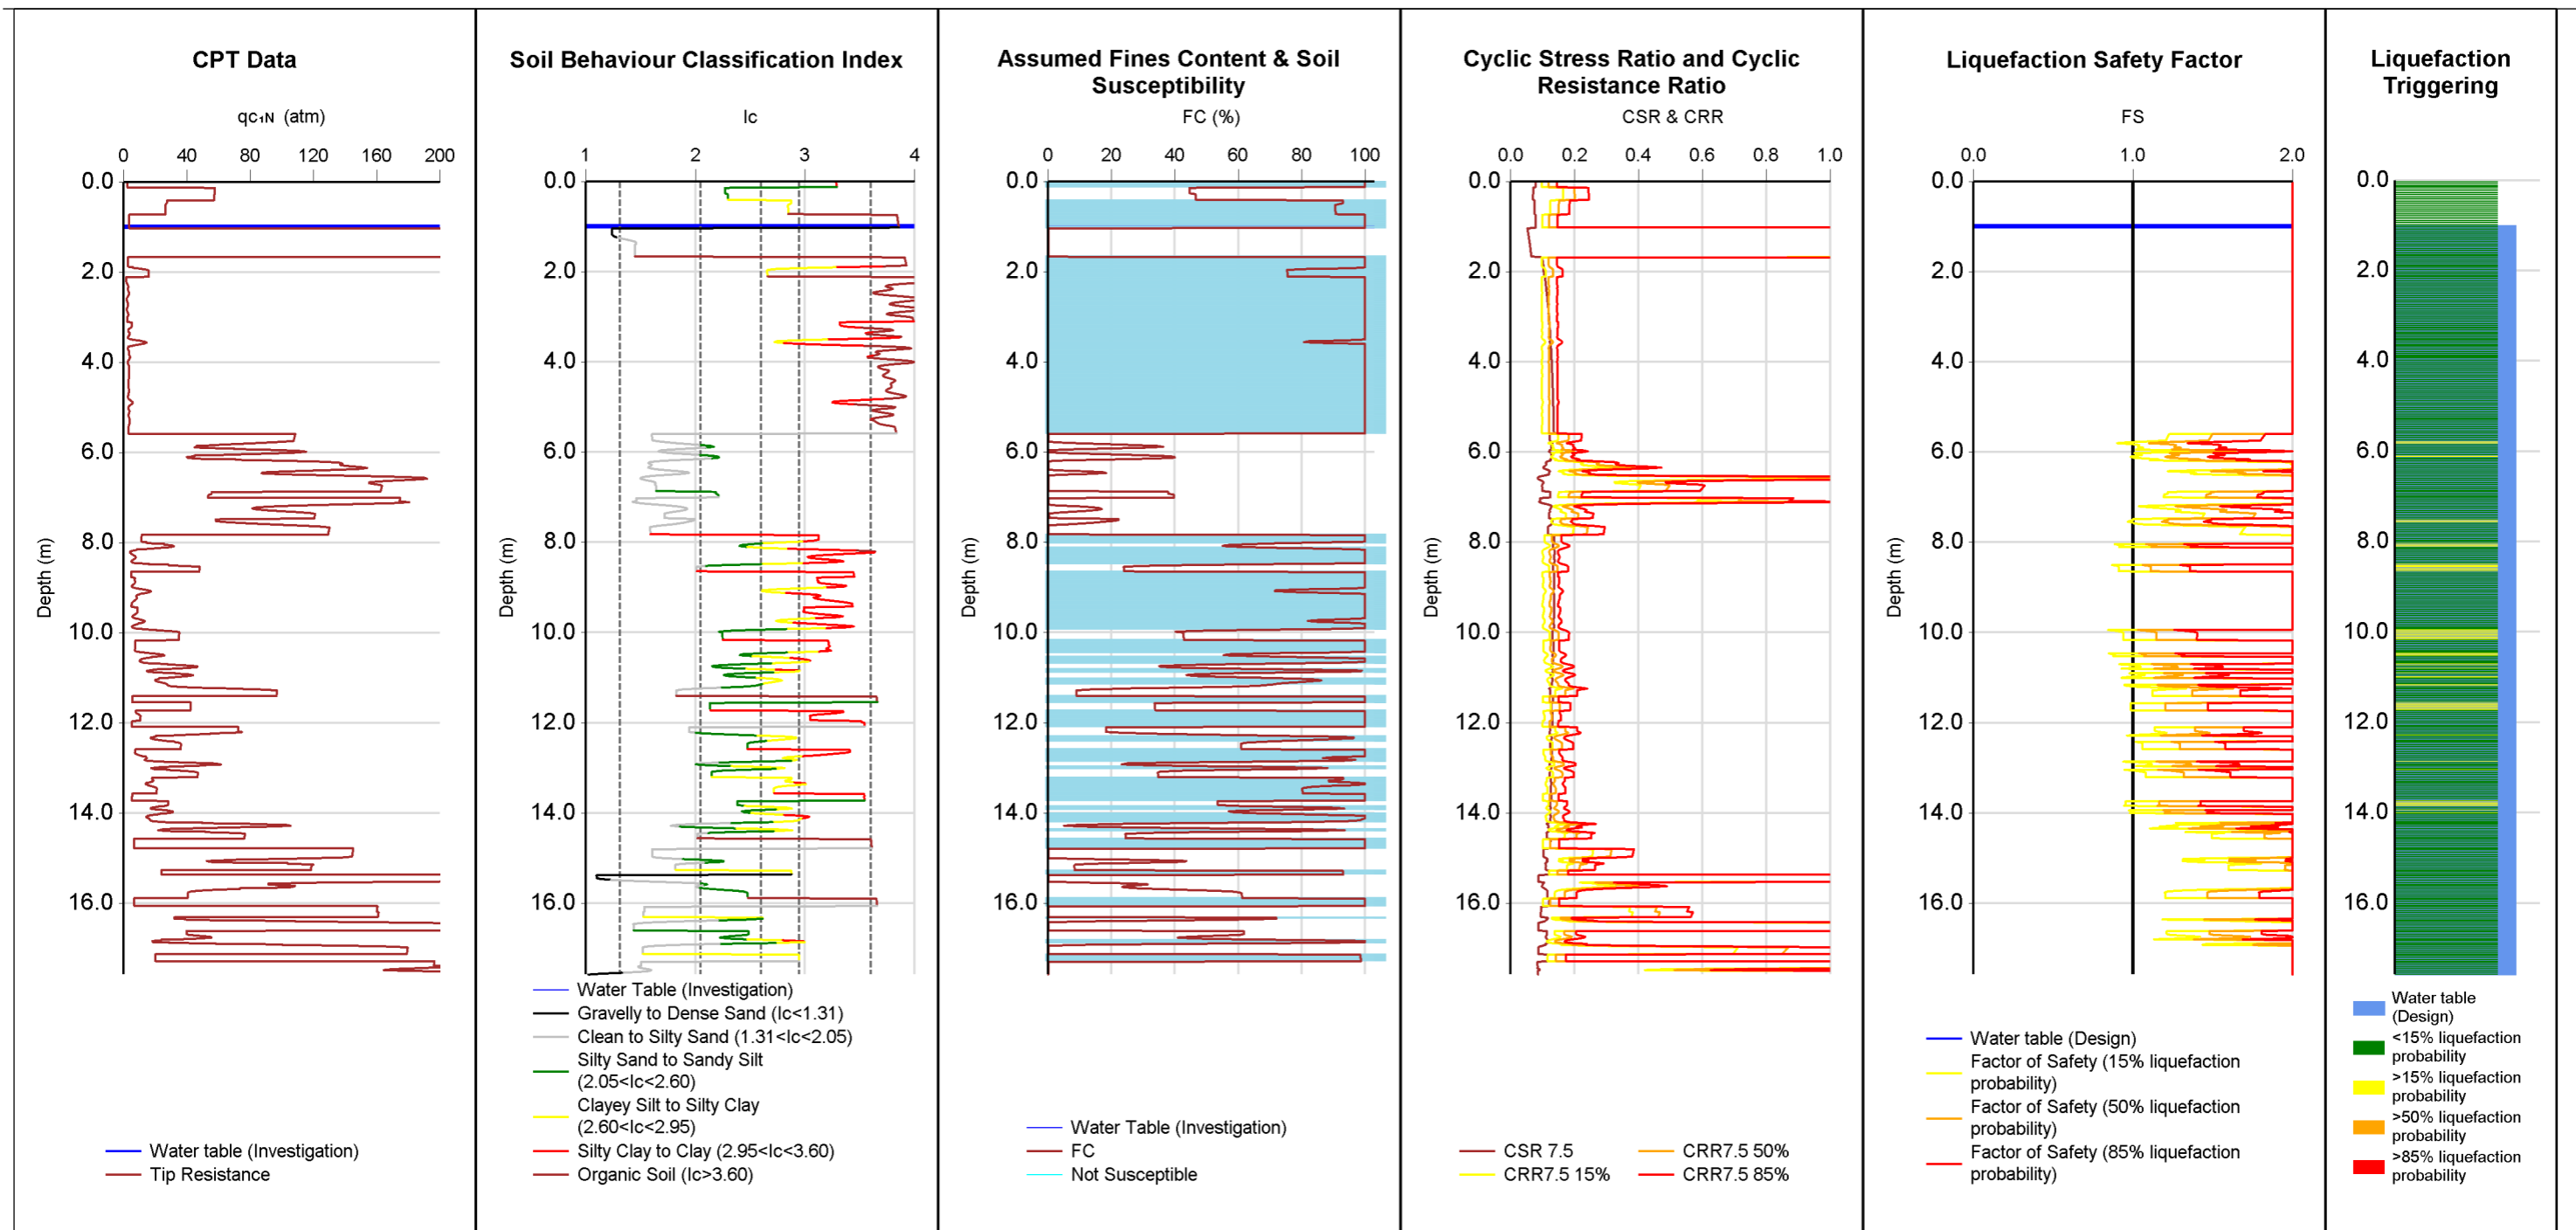 CPT Data
qc₁ɴ (atm)
0 40 80 120 160 200
0.0
2.0
4.0
6.0
8.0
10.0
12.0
14.0
16.0
Depth (m)
Water table (Investigation)
Tip Resistance
Soil Behaviour Classification Index
Ic
1 2 3 4
0.0
2.0
4.0
6.0
8.0
10.0
12.0
14.0
16.0
Depth (m)
Water Table (Investigation)
Gravelly to Dense Sand (Ic<1.31)
Clean to Silty Sand (1.31<Ic<2.05)
Silty Sand to Sandy Silt
(2.05<Ic<2.60)
Clayey Silt to Silty Clay
(2.60<Ic<2.95)
Silty Clay to Clay (2.95<Ic<3.60)
Organic Soil (Ic>3.60)
Assumed Fines Content & Soil
Susceptibility
FC (%)
0 20 40 60 80 100
0.0
2.0
4.0
6.0
8.0
10.0
12.0
14.0
16.0
Depth (m)
Water Table (Investigation)
FC
Not Susceptible
Cyclic Stress Ratio and Cyclic
Resistance Ratio
CSR & CRR
0.0 0.2 0.4 0.6 0.8 1.0
0.0
2.0
4.0
6.0
8.0
10.0
12.0
14.0
16.0
Depth (m)
CSR 7.5 CRR7.5 50%
CRR7.5 15% CRR7.5 85%
Liquefaction Safety Factor
FS
0.0 1.0 2.0
0.0
2.0
4.0
6.0
8.0
10.0
12.0
14.0
16.0
Depth (m)
Water table (Design)
Factor of Safety (15% liquefaction
probability)
Factor of Safety (50% liquefaction
probability)
Factor of Safety (85% liquefaction
probability)
Liquefaction
Triggering
0.0
2.0
4.0
6.0
8.0
10.0
12.0
14.0
16.0
Water table
(Design)
<15% liquefaction
probability
>15% liquefaction
probability
>50% liquefaction
probability
>85% liquefaction
probability